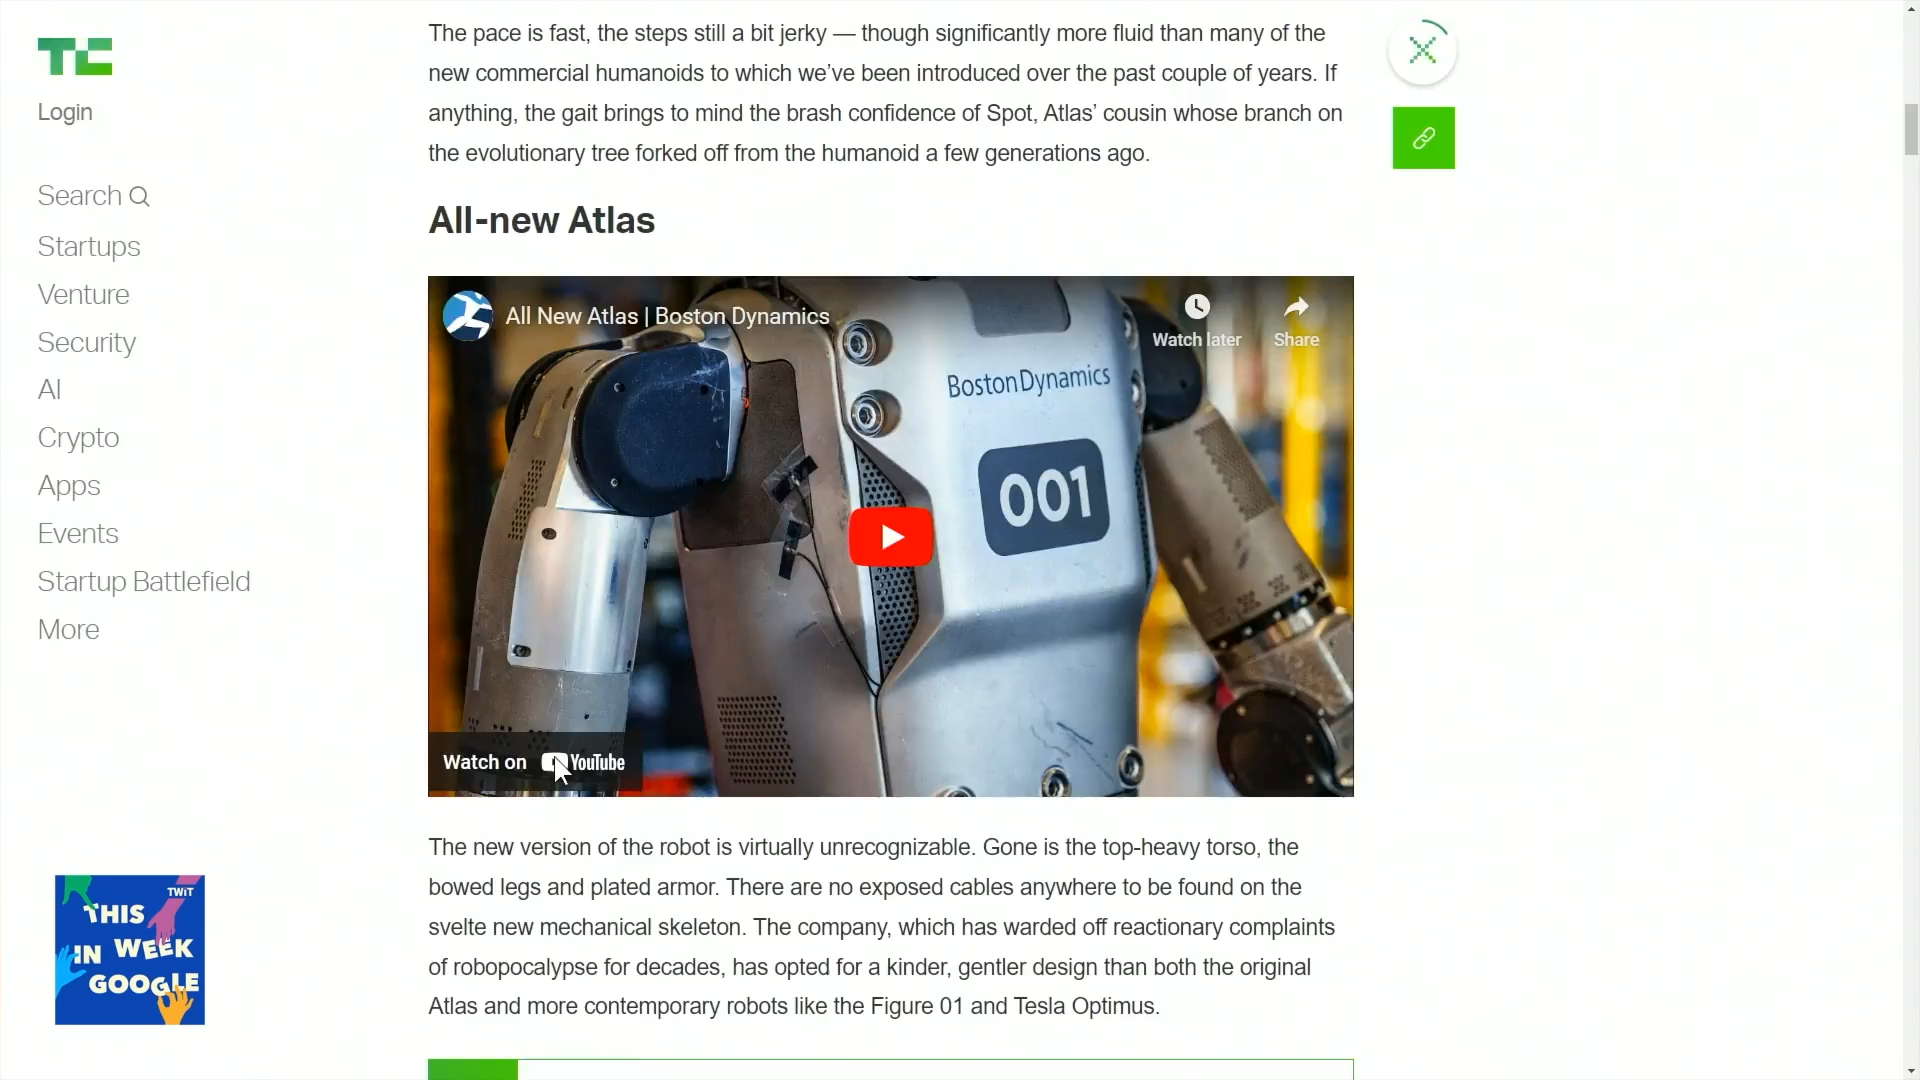 TC
Login
Search
Startups
Venture
Security
AI
Crypto
Apps
Events
Startup Battlefield
More
TWiT
THIS
IN WEEK
GOOGLE
The pace is fast, the steps still a bit jerky — though significantly more fluid than many of the
new commercial humanoids to which we’ve been introduced over the past couple of years. If
anything, the gait brings to mind the brash confidence of Spot, Atlas’ cousin whose branch on
the evolutionary tree forked off from the humanoid a few generations ago.
All-new Atlas
All New Atlas | Boston Dynamics
Watch later
Share
BostonDynamics
001
Watch on YouTube
The new version of the robot is virtually unrecognizable. Gone is the top-heavy torso, the
bowed legs and plated armor. There are no exposed cables anywhere to be found on the
svelte new mechanical skeleton. The company, which has warded off reactionary complaints
of robopocalypse for decades, has opted for a kinder, gentler design than both the original
Atlas and more contemporary robots like the Figure 01 and Tesla Optimus.